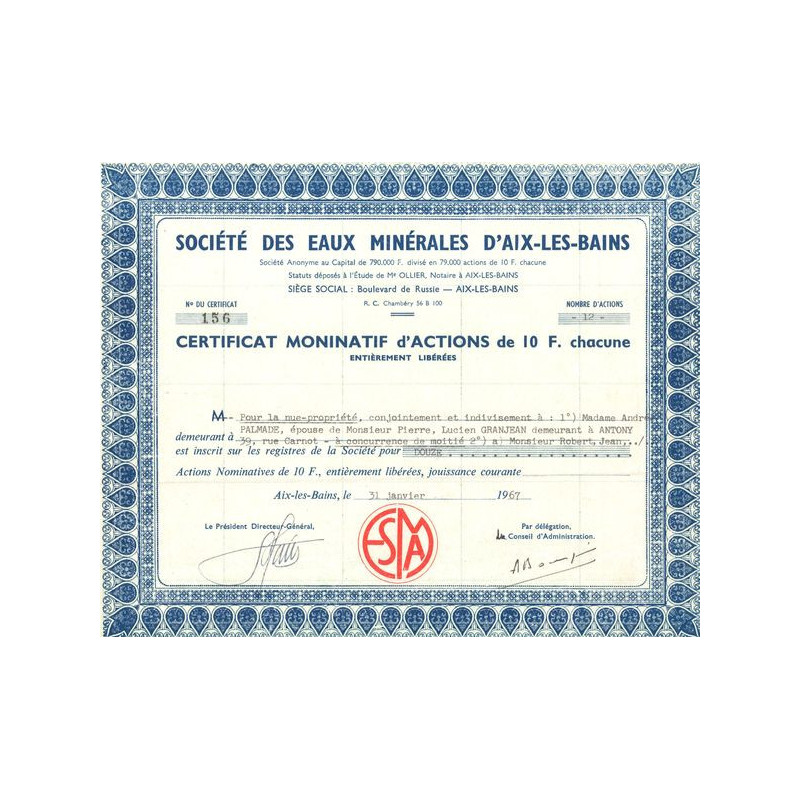 SOCIÉTÉ DES EAUX MINÉRALES D'AIX-LES-BAINS
Société Anonyme au Capital de 790.000 F. divisé en 79.000 actions de 10 F. chacune
Statuts déposés à l'Étude de Mᵉ OLLIER, Notaire à AIX-LES-BAINS
SIÈGE SOCIAL : Boulevard de Russie — AIX-LES-BAINS
R. C. Chambéry 56 B 100
Nº DU CERTIFICAT
156
NOMBRE D'ACTIONS
- 12 -
CERTIFICAT MONINATIF d'ACTIONS de 10 F. chacune
ENTIÈREMENT LIBÉRÉES
M-- Pour la nue-propriété, conjointement et indivisement à : 1°) Madame André
PALMADE, épouse de Monsieur Pierre, Lucien GRANJEAN demeurant à ANTONY
demeurant à 39, rue Carnot - à concurrence de moitié 2°) a) Monsieur Robert, Jean,../..
est inscrit sur les registres de la Société pour DOUZE
Actions Nominatives de 10 F., entièrement libérées, jouissance courante
Aix-les-Bains, le 31 janvier 1967
Le Président Directeur-Général,
ESMA
Par délégation,
Le Conseil d'Administration.